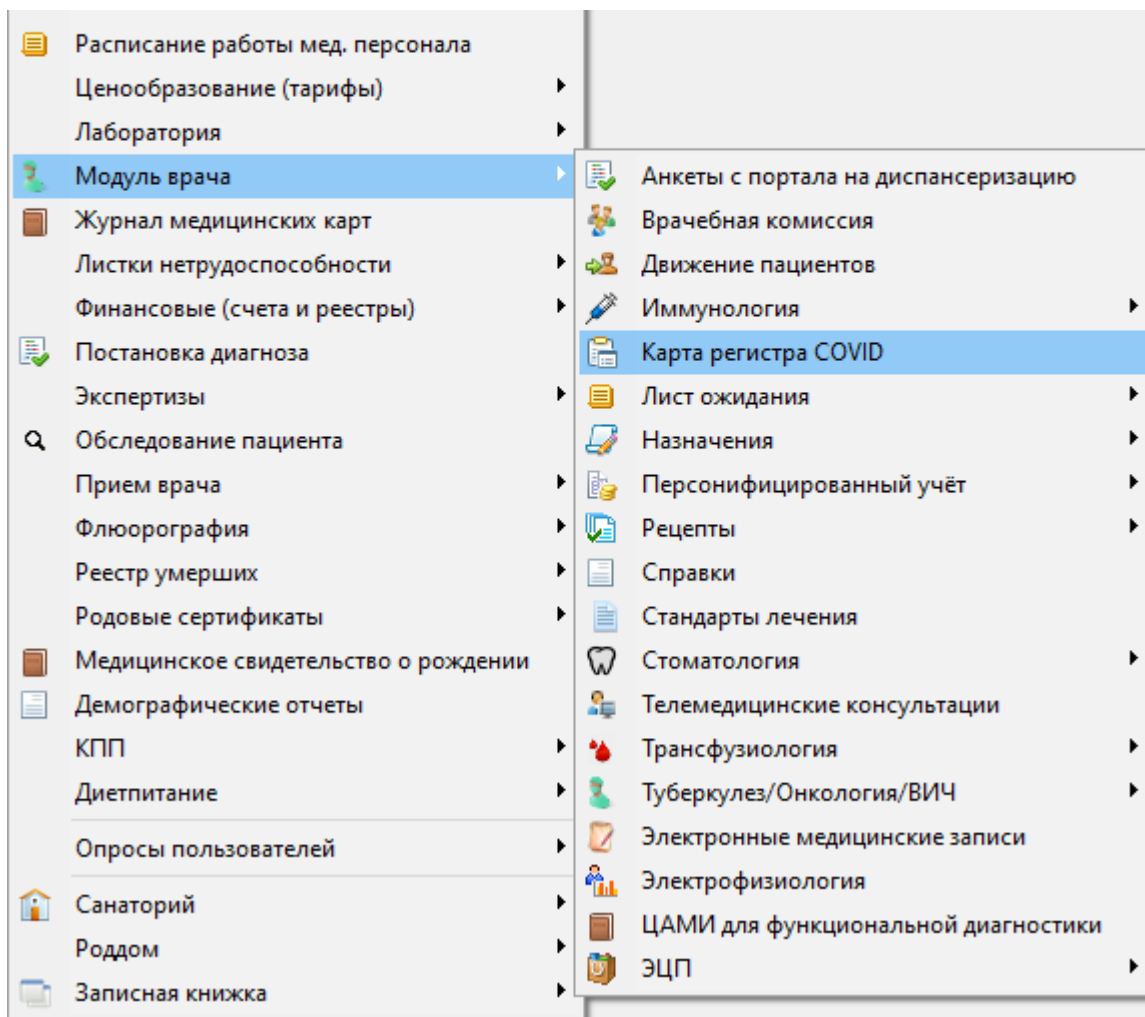 Расписание работы мед. персонала
Ценообразование (тарифы)
Лаборатория
Модуль врача
Журнал медицинских карт
Листки нетрудоспособности
Финансовые (счета и реестры)
Постановка диагноза
Экспертизы
Обследование пациента
Прием врача
Флюорография
Реестр умерших
Родовые сертификаты
Медицинское свидетельство о рождении
Демографические отчеты
КПП
Диетпитание
Опросы пользователей
Санаторий
Роддом
Записная книжка
Анкеты с портала на диспансеризацию
Врачебная комиссия
Движение пациентов
Иммунология
Карта регистра COVID
Лист ожидания
Назначения
Персонифицированный учёт
Рецепты
Справки
Стандарты лечения
Стоматология
Телемедицинские консультации
Трансфузиология
Туберкулез/Онкология/ВИЧ
Электронные медицинские записи
Электрофизиология
ЦАМИ для функциональной диагностики
ЭЦП